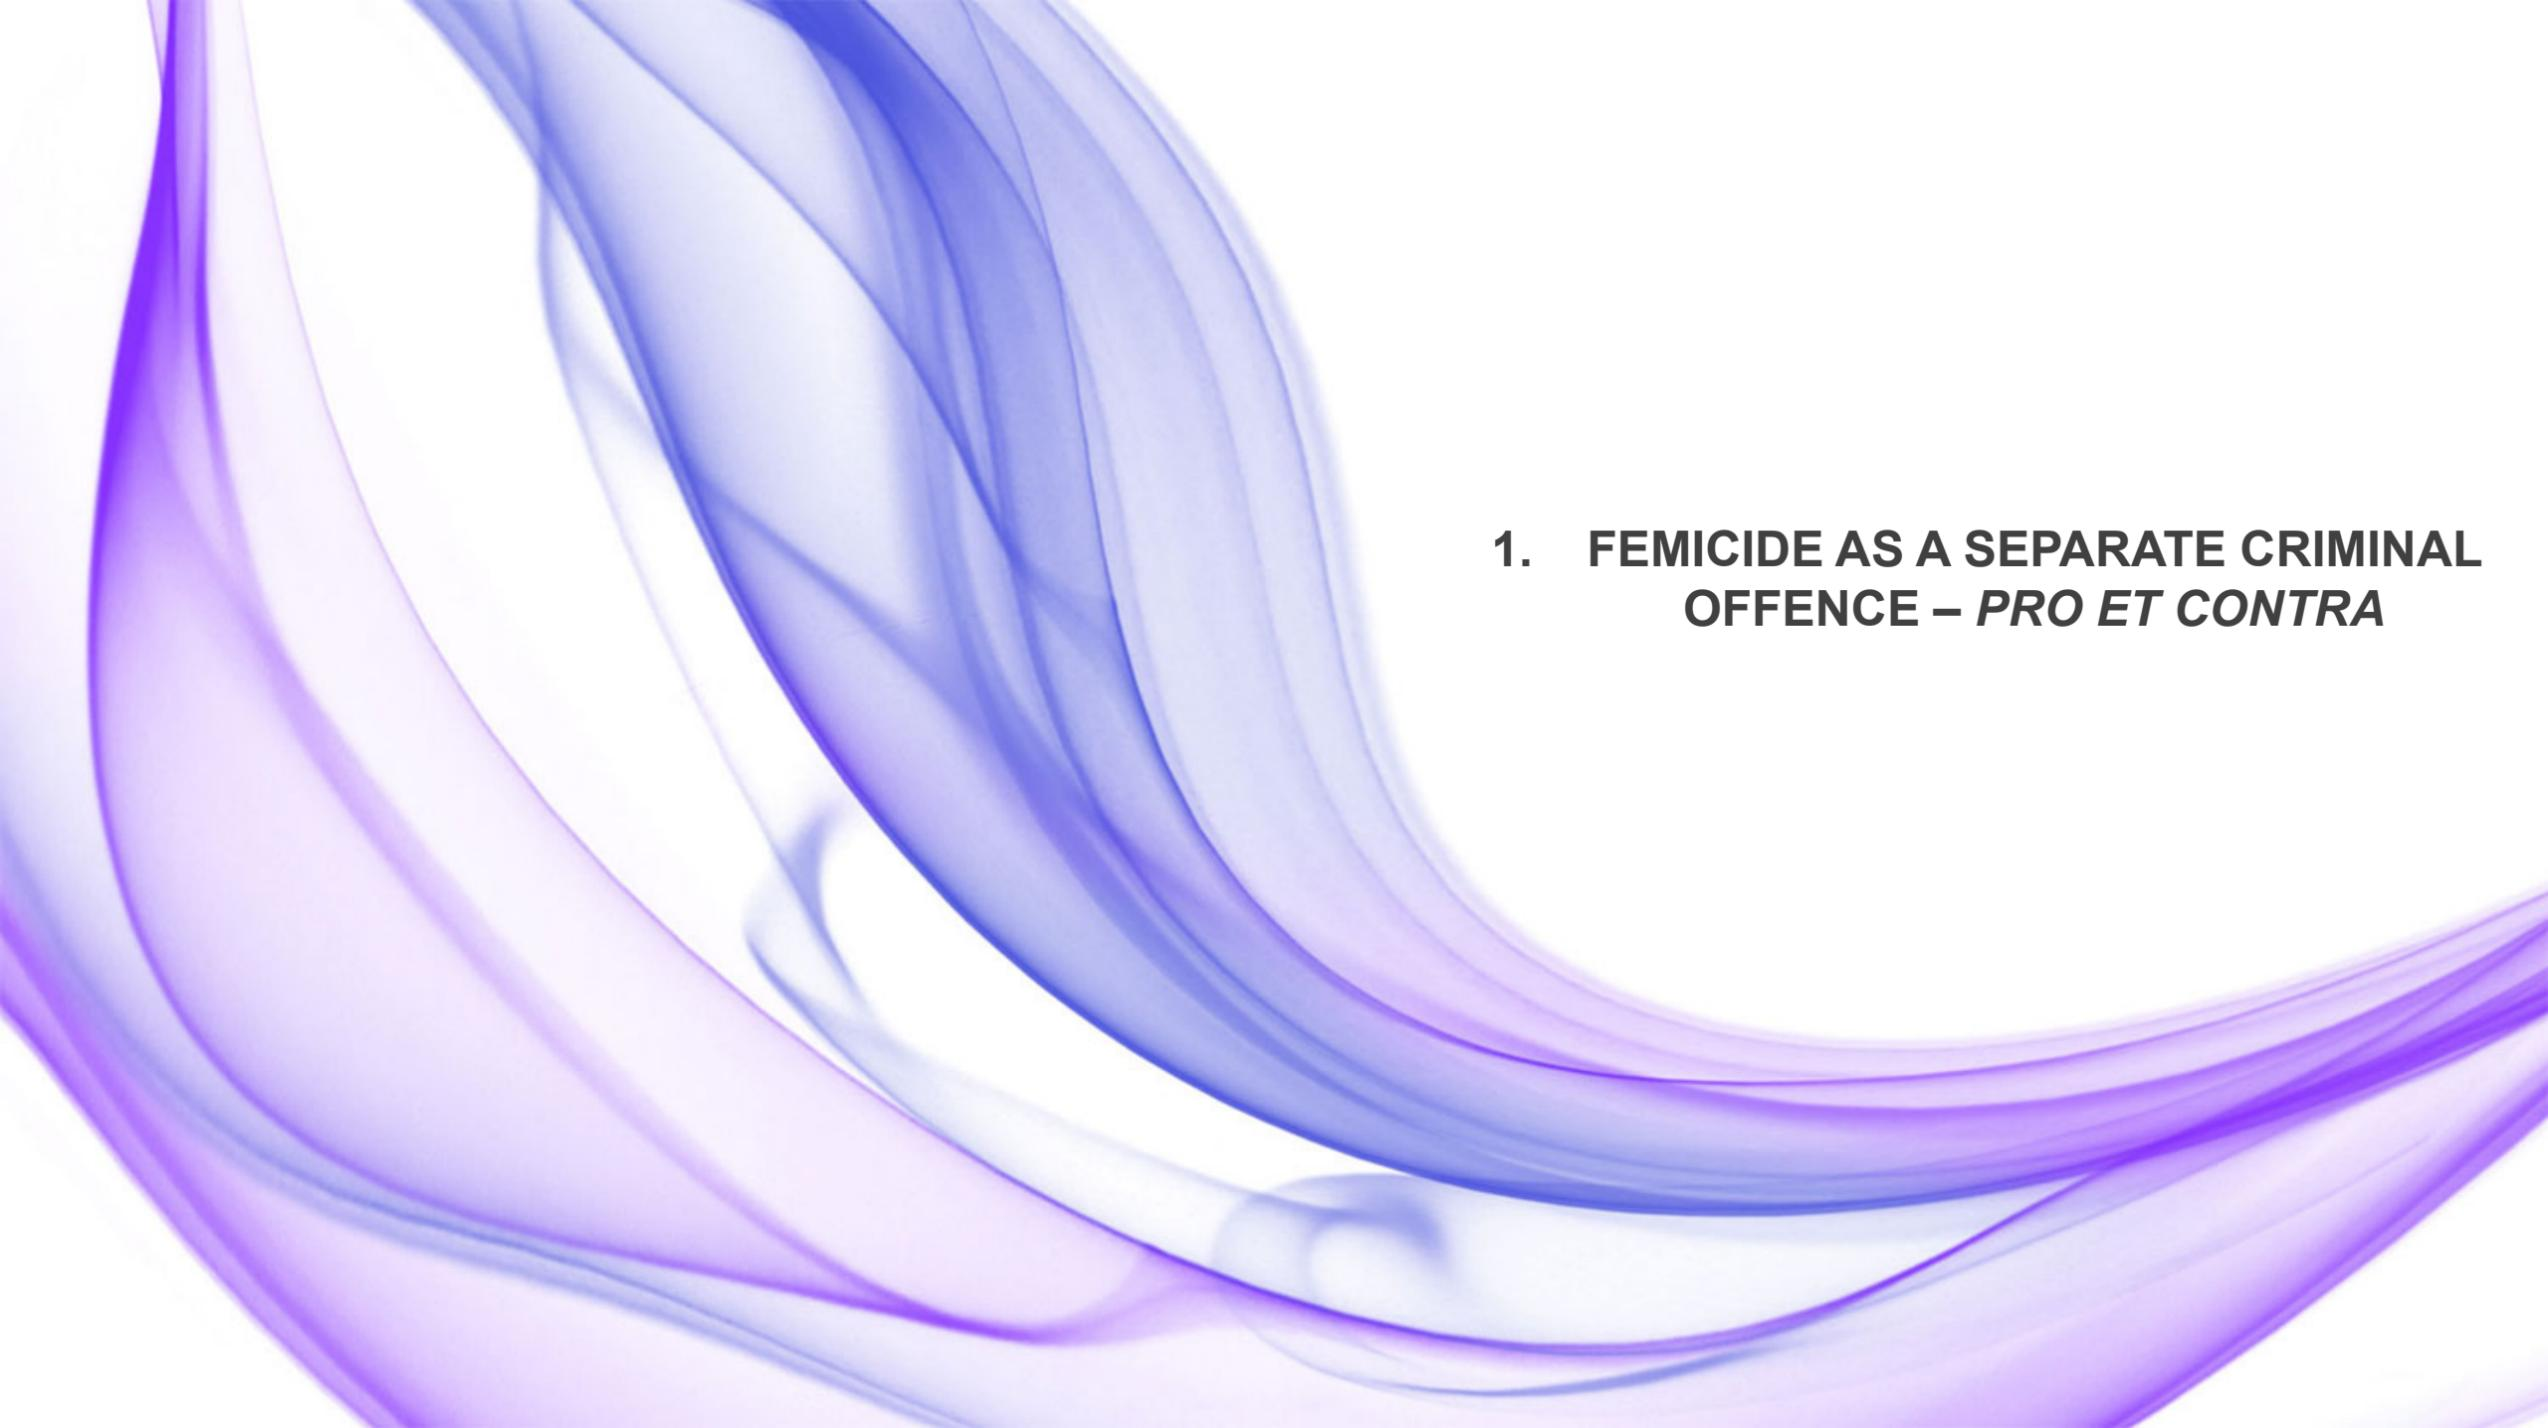 1. FEMICIDE AS A SEPARATE CRIMINAL
OFFENCE – PRO ET CONTRA